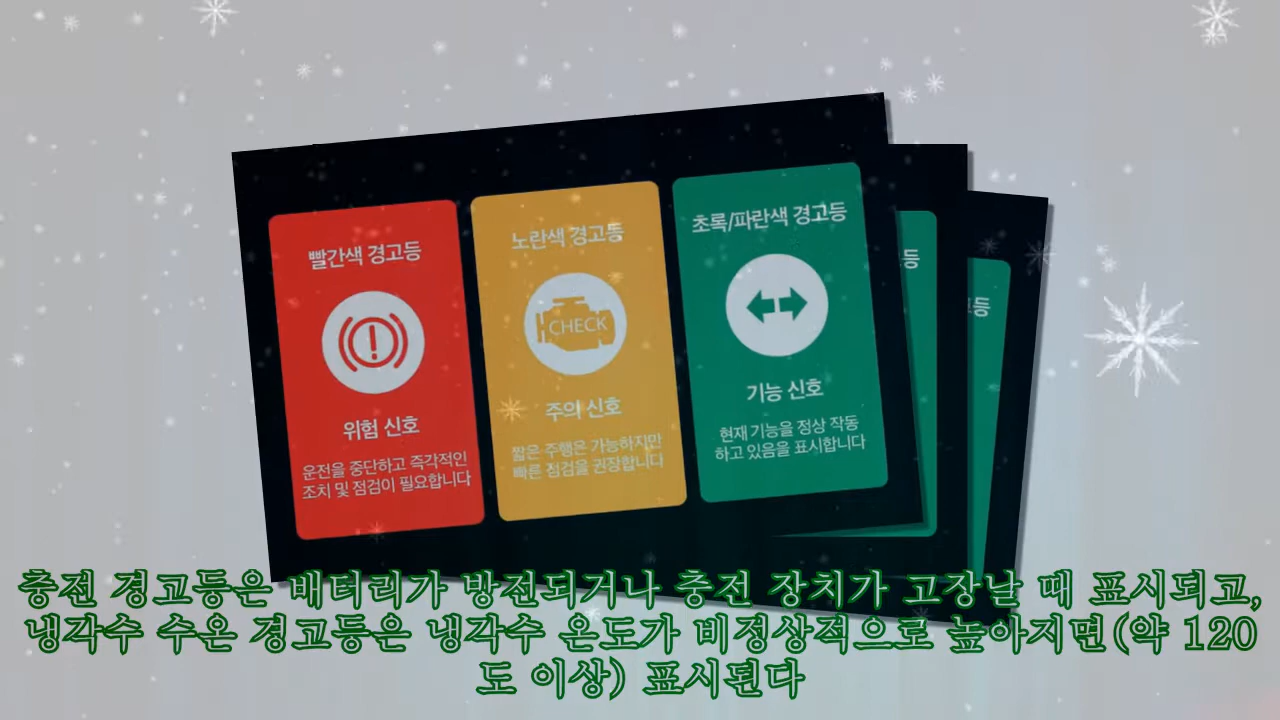 빨간색 경고등
위험 신호
운전을 중단하고 즉각적인
조치 및 점검이 필요합니다
노란색 경고등
CHECK
주의 신호
짧은 주행은 가능하지만
빠른 점검을 권장합니다
초록/파란색 경고등
기능 신호
현재 기능을 정상 작동
하고 있음을 표시합니다
등
고등
충전 경고등은 배터리가 방전되거나 충전 장치가 고장날 때 표시되고,
냉각수 수온 경고등은 냉각수 온도가 비정상적으로 높아지면(약 120
도 이상) 표시된다